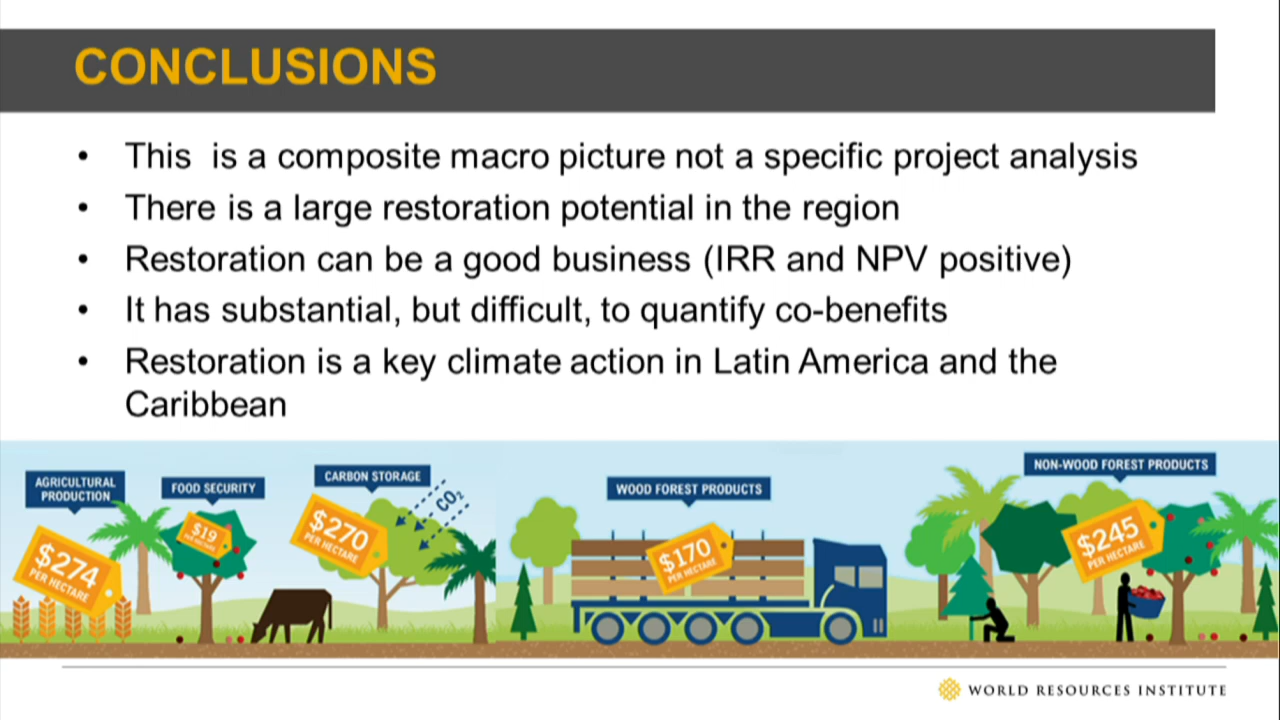 CONCLUSIONS
• This is a composite macro picture not a specific project analysis
• There is a large restoration potential in the region
• Restoration can be a good business (IRR and NPV positive)
• It has substantial, but difficult, to quantify co-benefits
• Restoration is a key climate action in Latin America and the
Caribbean
AGRICULTURAL
PRODUCTION
$274
PER HECTARE
FOOD SECURITY
$19
PER HECTARE
CARBON STORAGE
CO₂
$270
PER HECTARE
WOOD FOREST PRODUCTS
$170
PER HECTARE
NON-WOOD FOREST PRODUCTS
$245
PER HECTARE
WORLD RESOURCES INSTITUTE